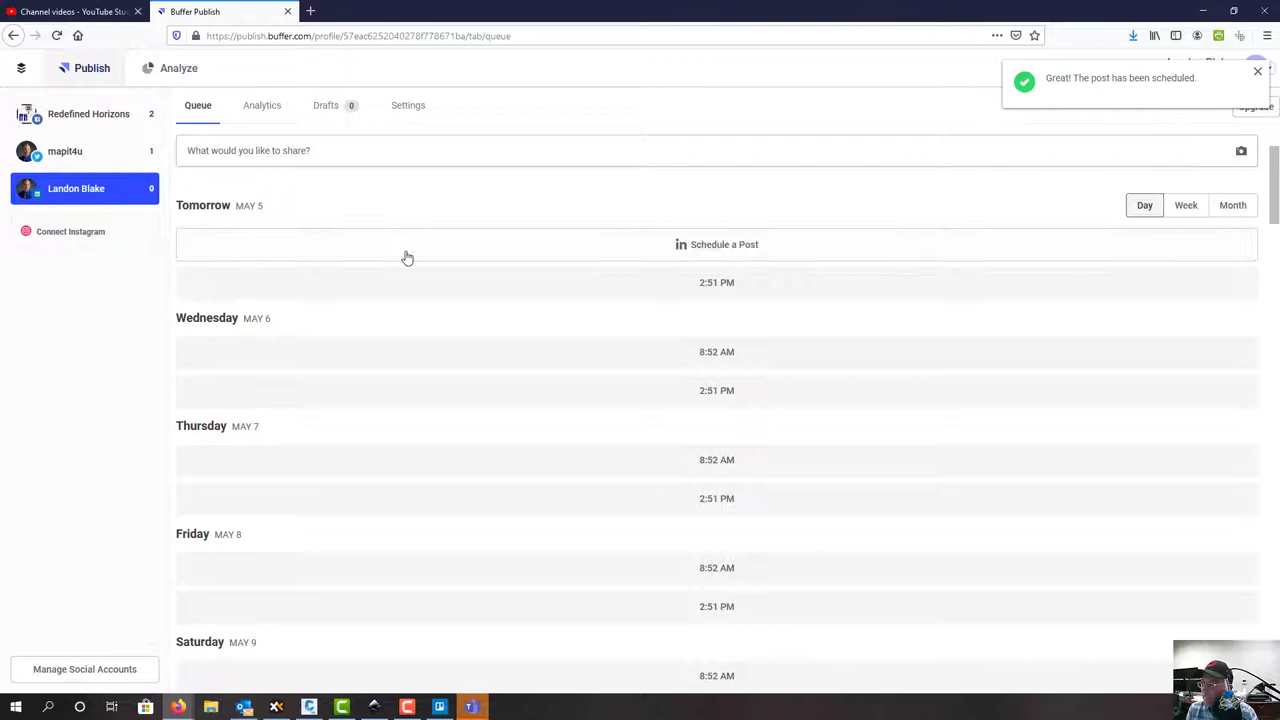 Channel videos - YouTube Stu
Buffer Publish
https://publish.buffer.com/profile/57eac6252040278f778671ba/tab/queue
Publish
Analyze
Great! The post has been scheduled.
Upgrade
Redefined Horizons 2
mapit4u 1
Landon Blake 0
Connect Instagram
Manage Social Accounts
Queue
Analytics
Drafts 0
Settings
What would you like to share?
Tomorrow MAY 5
Day
Week
Month
in Schedule a Post
2:51 PM
Wednesday MAY 6
8:52 AM
2:51 PM
Thursday MAY 7
8:52 AM
2:51 PM
Friday MAY 8
8:52 AM
2:51 PM
Saturday MAY 9
8:52 AM